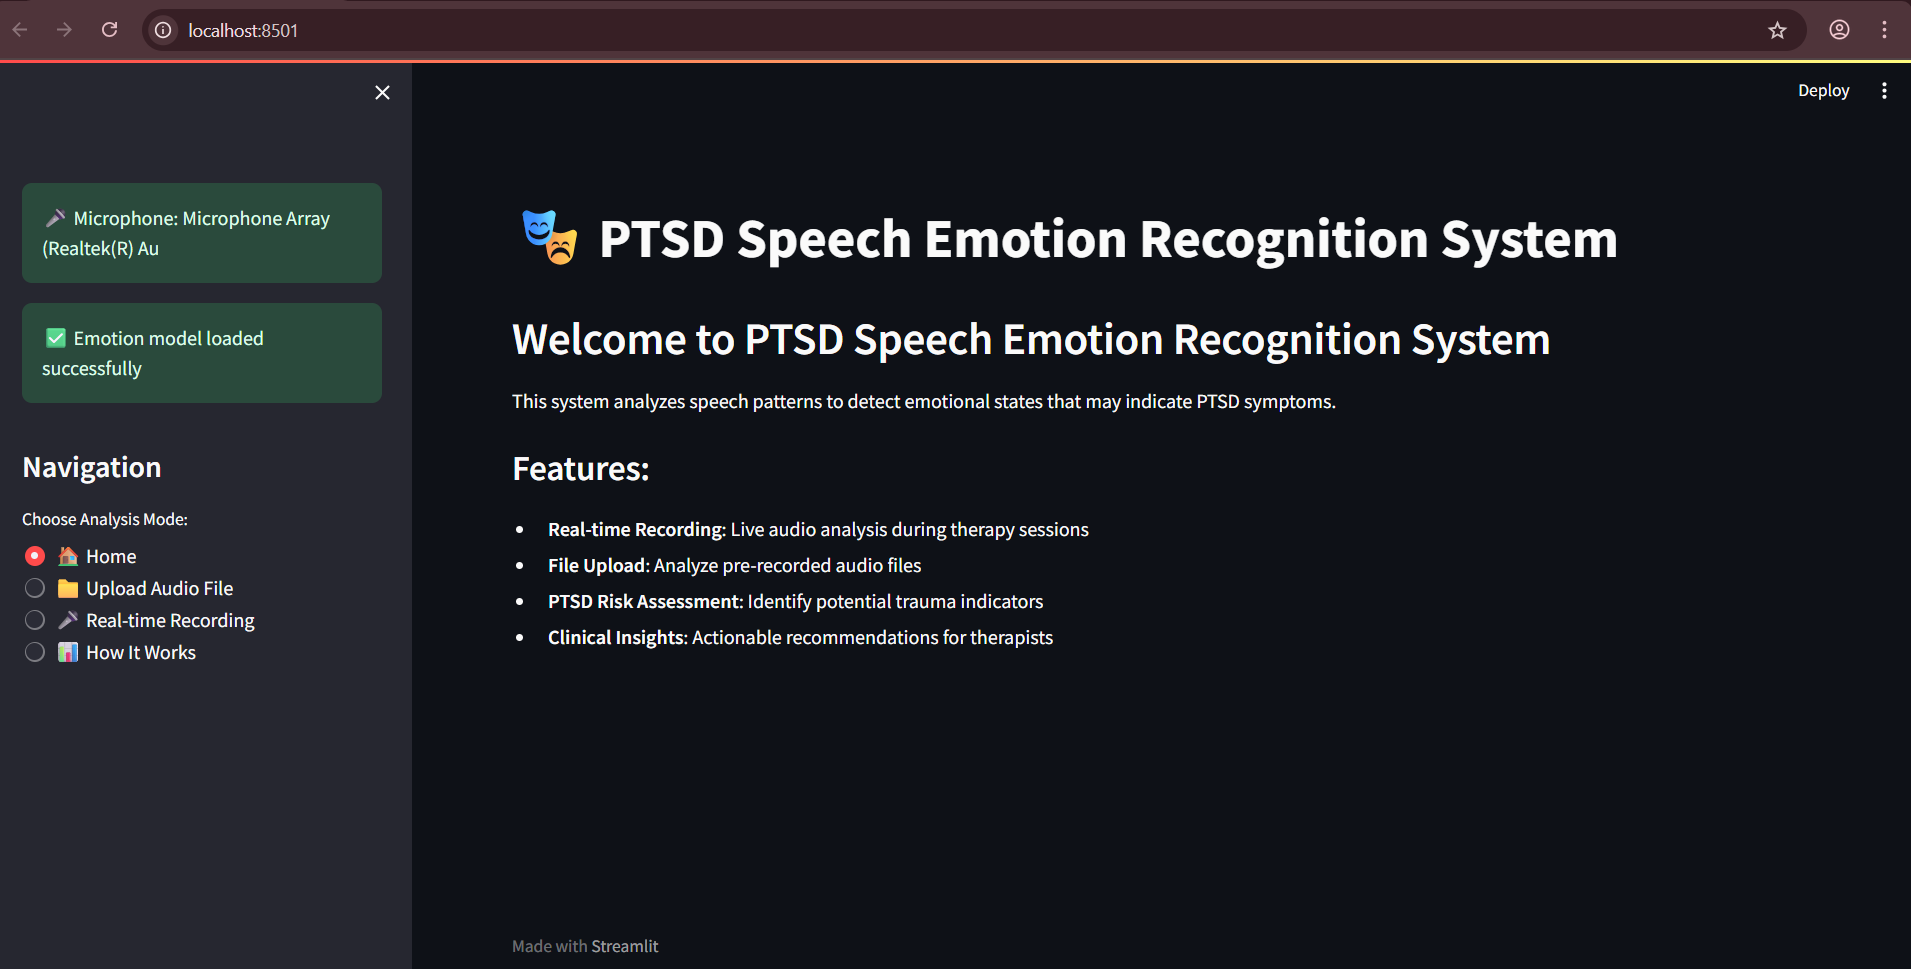 localhost:8501
Deploy
🎤 Microphone: Microphone Array
(Realtek(R) Au
✅ Emotion model loaded
successfully
Navigation
Choose Analysis Mode:
🏠 Home
📁 Upload Audio File
🎤 Real-time Recording
📊 How It Works
🎭 PTSD Speech Emotion Recognition System
Welcome to PTSD Speech Emotion Recognition System
This system analyzes speech patterns to detect emotional states that may indicate PTSD symptoms.
Features:
• Real-time Recording: Live audio analysis during therapy sessions
• File Upload: Analyze pre-recorded audio files
• PTSD Risk Assessment: Identify potential trauma indicators
• Clinical Insights: Actionable recommendations for therapists
Made with Streamlit